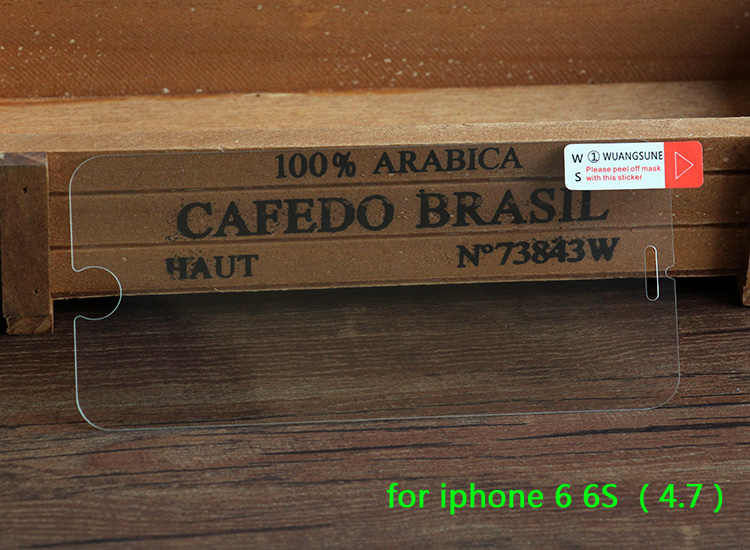 100% ARABICA
CAFEDO BRASIL
HAUT Nº73843W
W S ① WUANGSUNE
Please peel off mask
with this sticker
for iphone 6 6S ( 4.7 )